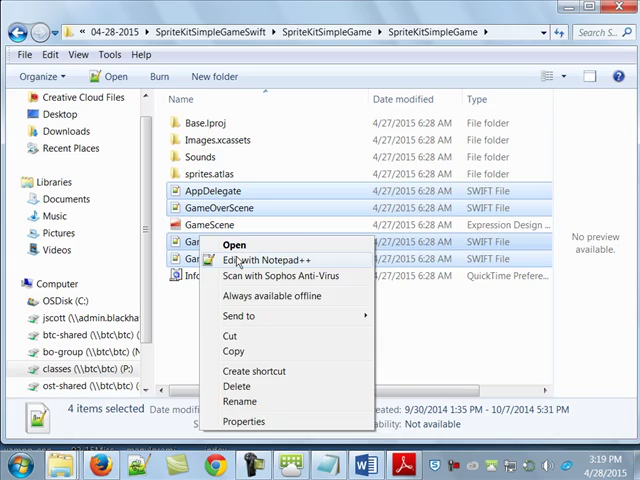 « 04-28-2015 ▸ SpriteKitSimpleGameSwift ▸ SpriteKitSimpleGame ▸ SpriteKitSimpleGame ▸
Search S...
File Edit View Tools Help
Organize Open Burn New folder
Creative Cloud Files
Desktop
Downloads
Recent Places
Libraries
Documents
Music
Pictures
Videos
Computer
OSDisk (C:)
jscott (\\admin.blackha
btc-shared (\\btc\btc)
bo-group (\\btc\btc) (
classes (\\btc\btc) (P:)
ost-shared (\\btc\btc)
Name Date modified Type
Base.lproj 4/27/2015 6:28 AM File folder
Images.xcassets 4/27/2015 6:28 AM File folder
Sounds 4/27/2015 6:28 AM File folder
sprites.atlas 4/27/2015 6:28 AM File folder
AppDelegate 4/27/2015 6:28 AM SWIFT File
GameOverScene 4/27/2015 6:28 AM SWIFT File
GameScene 4/27/2015 6:28 AM Expression Design ...
4/27/2015 6:28 AM SWIFT File
4/27/2015 6:28 AM SWIFT File
4/27/2015 6:28 AM QuickTime Prefere...
Open
Edit with Notepad++
Scan with Sophos Anti-Virus
Always available offline
Send to
Cut
Copy
Create shortcut
Delete
Rename
Properties
No preview
available.
4 items selected Date modifi
9/30/2014 1:35 PM - 10/7/2014 5:31 PM
Not available
3:19 PM
4/28/2015